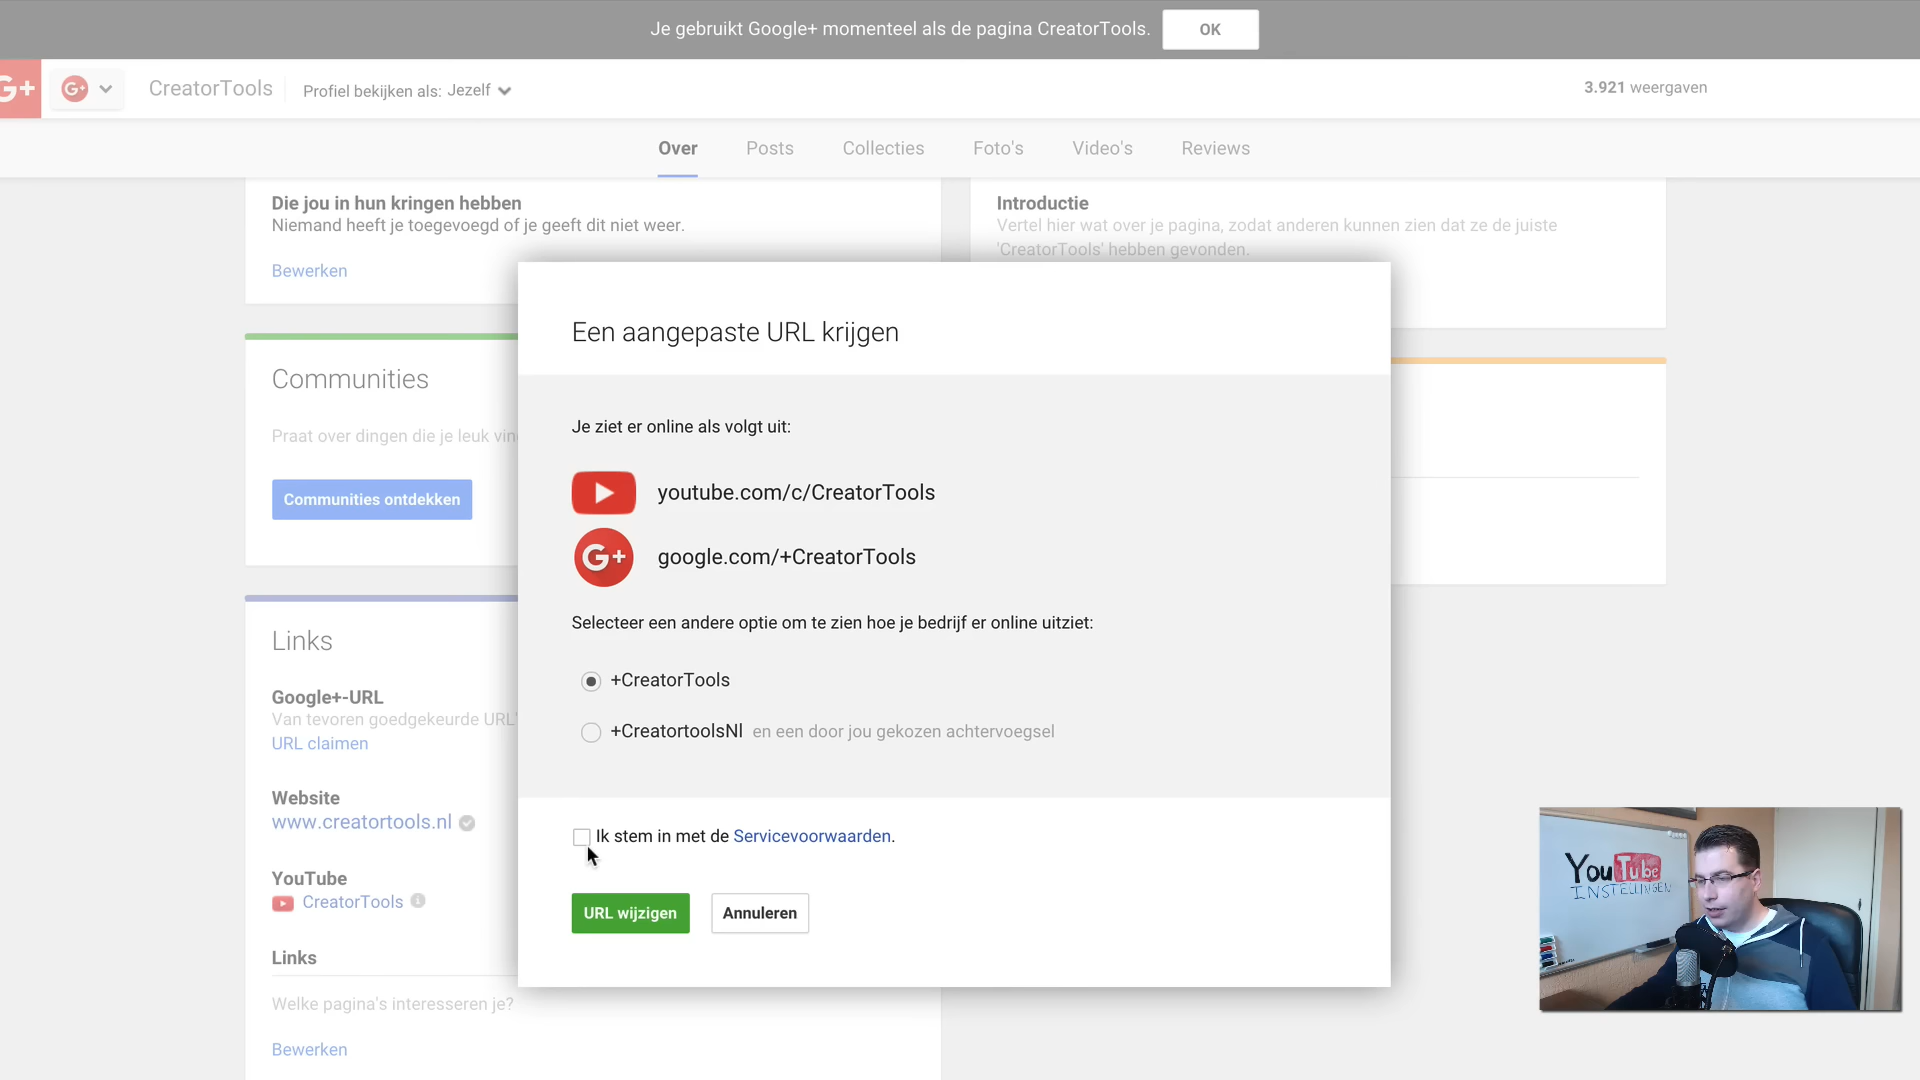 Je gebruikt Google+ momenteel als de pagina CreatorTools. OK
G+ G+ CreatorTools Profiel bekijken als: Jezelf 3.921 weergaven
Over Posts Collecties Foto's Video's Reviews
Die jou in hun kringen hebben
Niemand heeft je toegevoegd of je geeft dit niet weer.
Bewerken
Introductie
Vertel hier wat over je pagina, zodat anderen kunnen zien dat ze de juiste
'CreatorTools' hebben gevonden.
Communities
Praat over dingen die je leuk
Communities ontdekken
Links
Google+-URL
Van tevoren goedgekeurde URL'
URL claimen
Website
www.creatortools.nl
YouTube
CreatorTools
Links
Welke pagina's interesseren je?
Bewerken
Een aangepaste URL krijgen
Je ziet er online als volgt uit:
youtube.com/c/CreatorTools
G+ google.com/+CreatorTools
Selecteer een andere optie om te zien hoe je bedrijf er online uitziet:
+CreatorTools
+CreatortoolsNl en een door jou gekozen achtervoegsel
Ik stem in met de Servicevoorwaarden.
URL wijzigen Annuleren
YouTube
INSTELLINGEN